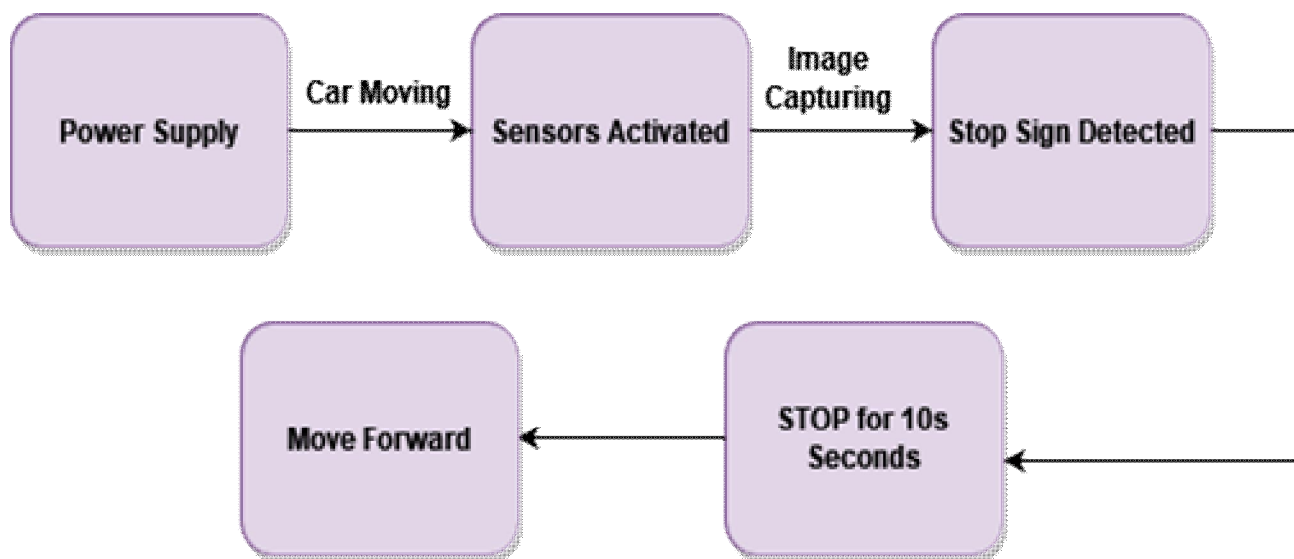 Power Supply
Car Moving
Sensors Activated
Image
Capturing
Stop Sign Detected
STOP for 10s
Seconds
Move Forward